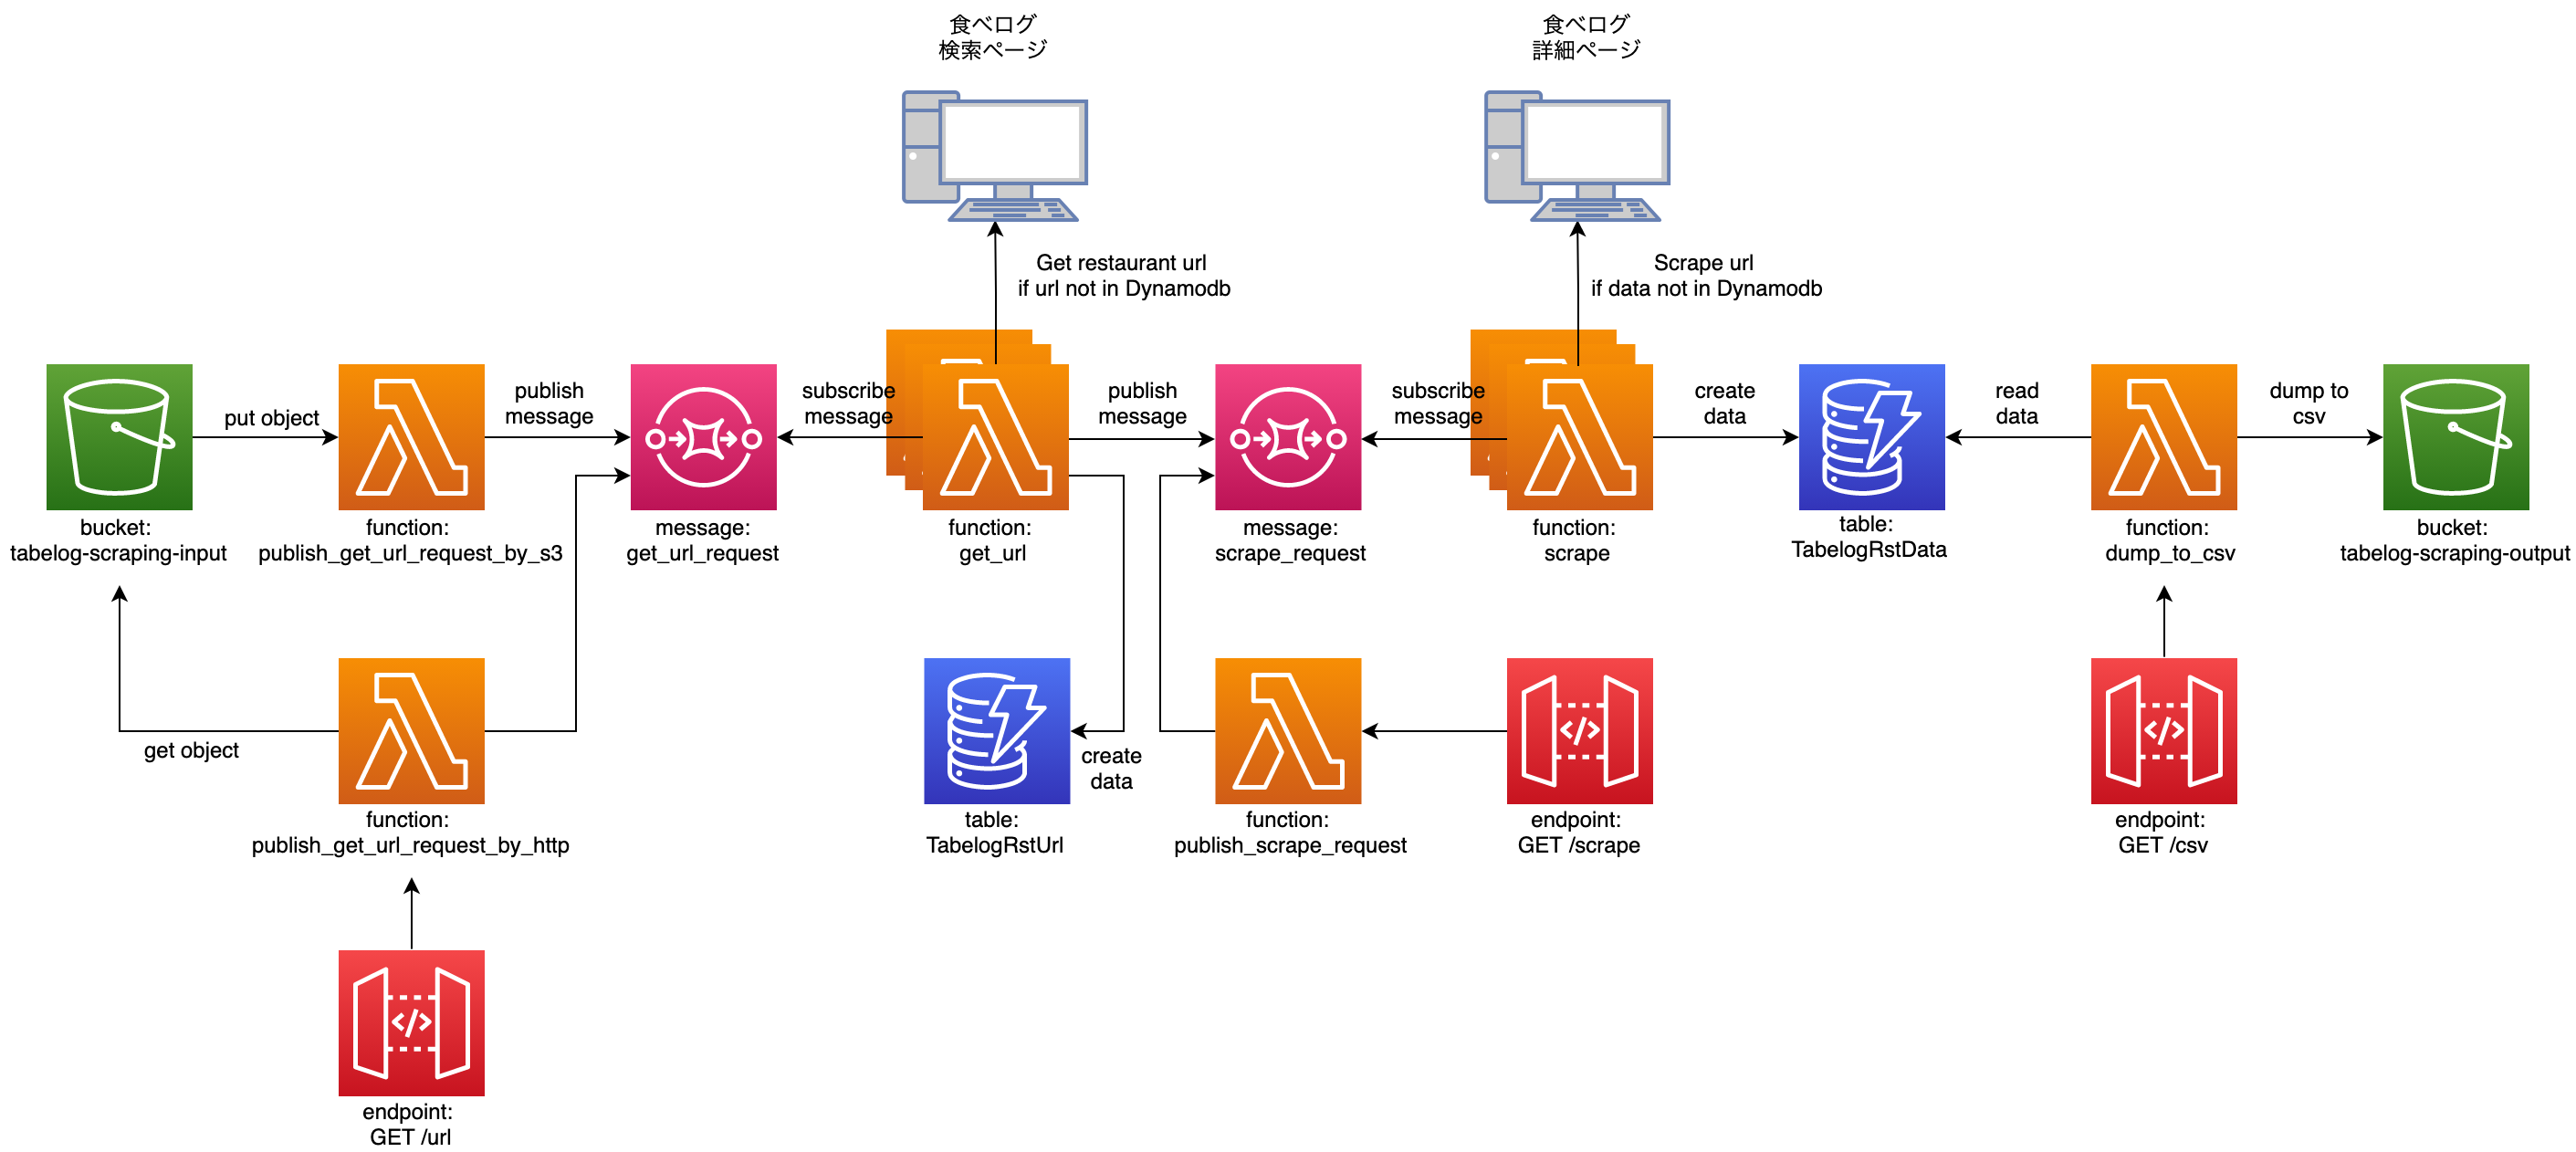 食べログ
検索ページ
食べログ
詳細ページ
Get restaurant url
if url not in Dynamodb
Scrape url
if data not in Dynamodb
put object
publish
message
subscribe
message
publish
message
subscribe
message
create
data
read
data
dump to
csv
bucket:
tabelog-scraping-input
function:
publish_get_url_request_by_s3
message:
get_url_request
function:
get_url
message:
scrape_request
function:
scrape
table:
TabelogRstData
function:
dump_to_csv
bucket:
tabelog-scraping-output
get object
create
data
function:
publish_get_url_request_by_http
table:
TabelogRstUrl
function:
publish_scrape_request
endpoint:
GET /scrape
endpoint:
GET /csv
endpoint:
GET /url